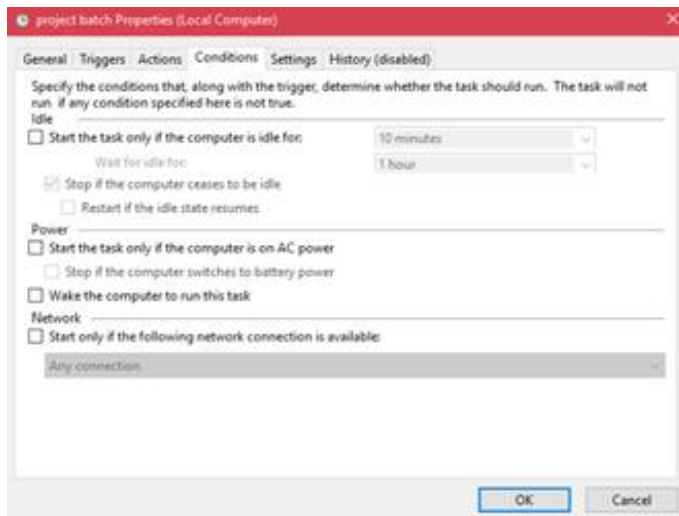 project batch Properties (Local Computer)
General Triggers Actions Conditions Settings History (disabled)
Specify the conditions that, along with the trigger, determine whether the task should run. The task will not
run if any condition specified here is not true.
Idle
Start the task only if the computer is idle for: 10 minutes
Wait for idle for: 1 hour
Stop if the computer ceases to be idle
Restart if the idle state resumes
Power
Start the task only if the computer is on AC power
Stop if the computer switches to battery power
Wake the computer to run this task
Network
Start only if the following network connection is available:
Any connection
OK Cancel